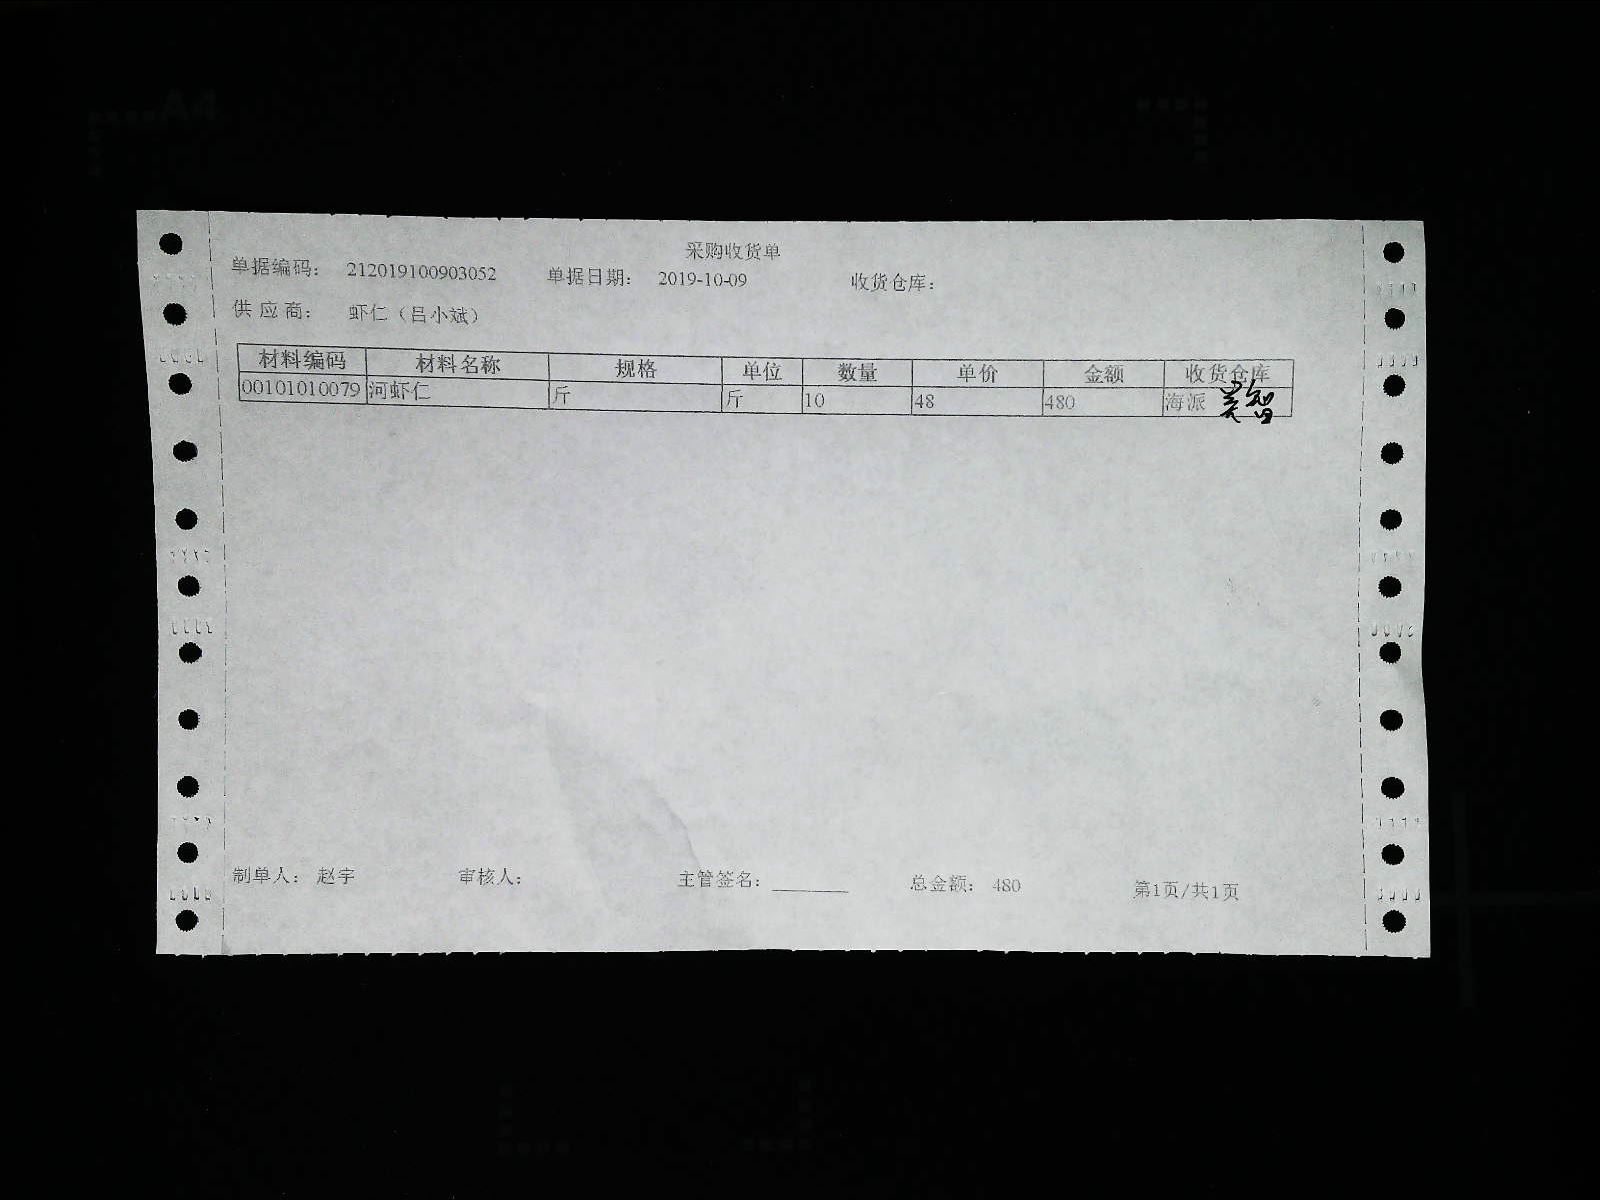 采购收货单
单据编码： 212019100903052 单据日期： 2019-10-09 收货仓库：
供应商： 虾仁（吕小斌）
材料编码 材料名称 规格 单位 数量 单价 金额 收货仓库
00101010079 河虾仁 斤 斤 10 48 480 海派
制单人： 赵宇 审核人： 主管签名： 总金额： 480 第1页/共1页